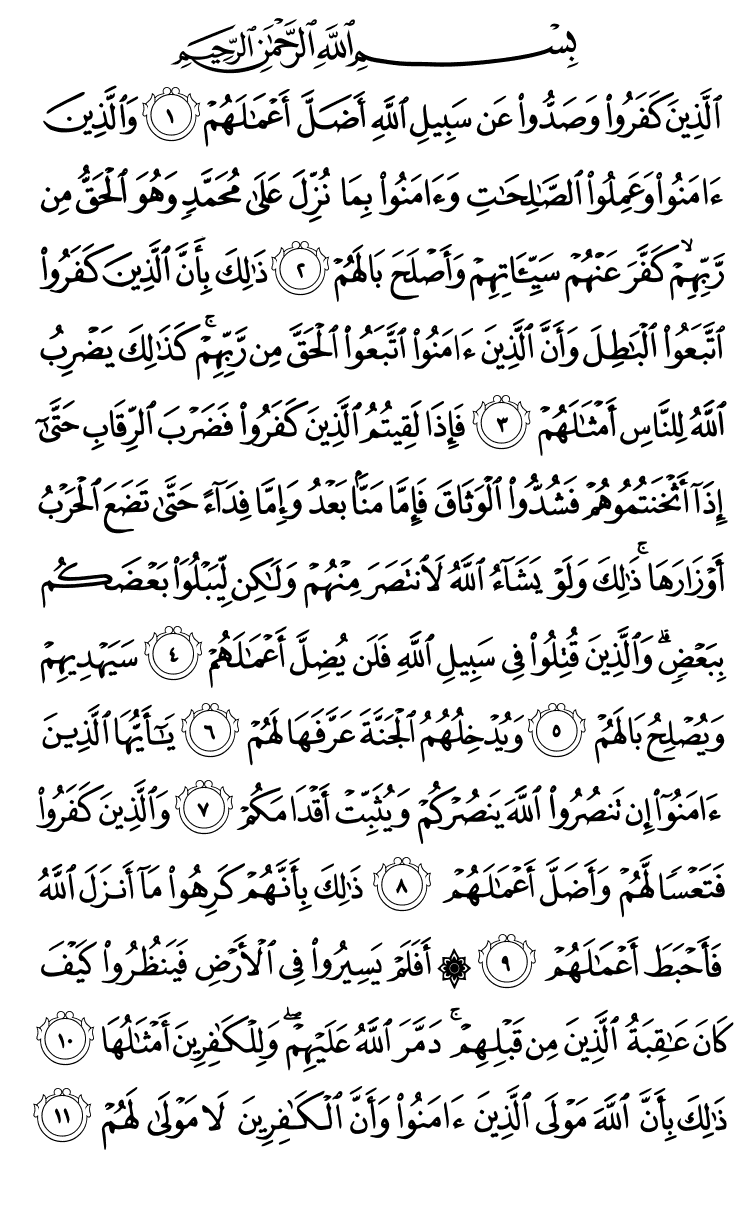 بِسْمِ ٱللَّهِ ٱلرَّحْمَٰنِ ٱلرَّحِيمِ
ٱلَّذِينَ كَفَرُوا۟ وَصَدُّوا۟ عَن سَبِيلِ ٱللَّهِ أَضَلَّ أَعْمَٰلَهُمْ ١ وَٱلَّذِينَ
ءَامَنُوا۟ وَعَمِلُوا۟ ٱلصَّٰلِحَٰتِ وَءَامَنُوا۟ بِمَا نُزِّلَ عَلَىٰ مُحَمَّدٍ وَهُوَ ٱلْحَقُّ مِن
رَّبِّهِمْ ۙ كَفَّرَ عَنْهُمْ سَيِّـَٔاتِهِمْ وَأَصْلَحَ بَالَهُمْ ٢ ذَٰلِكَ بِأَنَّ ٱلَّذِينَ كَفَرُوا۟
ٱتَّبَعُوا۟ ٱلْبَٰطِلَ وَأَنَّ ٱلَّذِينَ ءَامَنُوا۟ ٱتَّبَعُوا۟ ٱلْحَقَّ مِن رَّبِّهِمْ ۚ كَذَٰلِكَ يَضْرِبُ
ٱللَّهُ لِلنَّاسِ أَمْثَٰلَهُمْ ٣ فَإِذَا لَقِيتُمُ ٱلَّذِينَ كَفَرُوا۟ فَضَرْبَ ٱلرِّقَابِ حَتَّىٰٓ
إِذَآ أَثْخَنتُمُوهُمْ فَشُدُّوا۟ ٱلْوَثَاقَ فَإِمَّا مَنًّۢا بَعْدُ وَإِمَّا فِدَآءً حَتَّىٰ تَضَعَ ٱلْحَرْبُ
أَوْزَارَهَا ۚ ذَٰلِكَ وَلَوْ يَشَآءُ ٱللَّهُ لَٱنتَصَرَ مِنْهُمْ وَلَٰكِن لِّيَبْلُوَا۟ بَعْضَكُم
بِبَعْضٍ ۗ وَٱلَّذِينَ قُتِلُوا۟ فِى سَبِيلِ ٱللَّهِ فَلَن يُضِلَّ أَعْمَٰلَهُمْ ٤ سَيَهْدِيهِمْ
وَيُصْلِحُ بَالَهُمْ ٥ وَيُدْخِلُهُمُ ٱلْجَنَّةَ عَرَّفَهَا لَهُمْ ٦ يَٰٓأَيُّهَا ٱلَّذِينَ
ءَامَنُوٓا۟ إِن تَنصُرُوا۟ ٱللَّهَ يَنصُرْكُمْ وَيُثَبِّتْ أَقْدَامَكُمْ ٧ وَٱلَّذِينَ كَفَرُوا۟
فَتَعْسًا لَّهُمْ وَأَضَلَّ أَعْمَٰلَهُمْ ٨ ذَٰلِكَ بِأَنَّهُمْ كَرِهُوا۟ مَآ أَنزَلَ ٱللَّهُ
فَأَحْبَطَ أَعْمَٰلَهُمْ ٩ ۞ أَفَلَمْ يَسِيرُوا۟ فِى ٱلْأَرْضِ فَيَنظُرُوا۟ كَيْفَ
كَانَ عَٰقِبَةُ ٱلَّذِينَ مِن قَبْلِهِمْ ۚ دَمَّرَ ٱللَّهُ عَلَيْهِمْ ۖ وَلِلْكَٰفِرِينَ أَمْثَٰلُهَا ١٠
ذَٰلِكَ بِأَنَّ ٱللَّهَ مَوْلَى ٱلَّذِينَ ءَامَنُوا۟ وَأَنَّ ٱلْكَٰفِرِينَ لَا مَوْلَىٰ لَهُمْ ١١